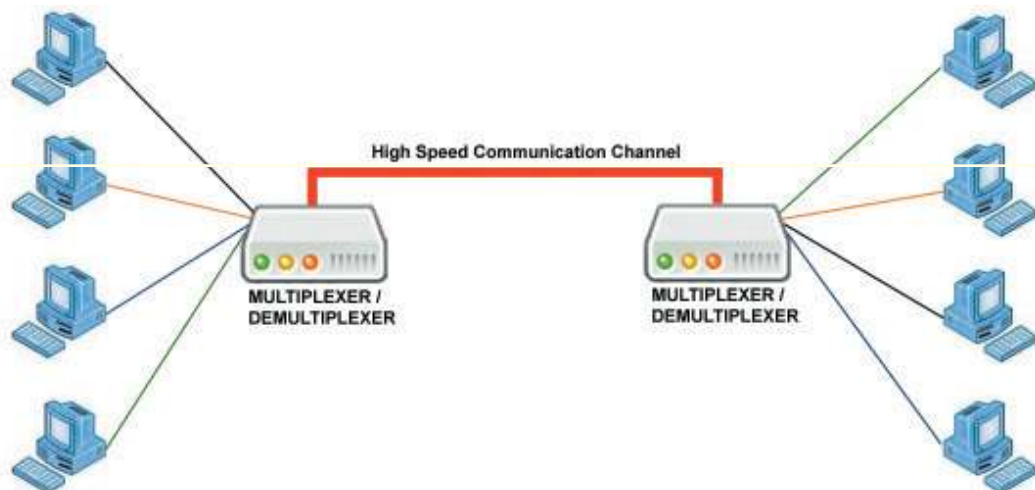 High Speed Communication Channel
MULTIPLEXER /
DEMULTIPLEXER
MULTIPLEXER /
DEMULTIPLEXER